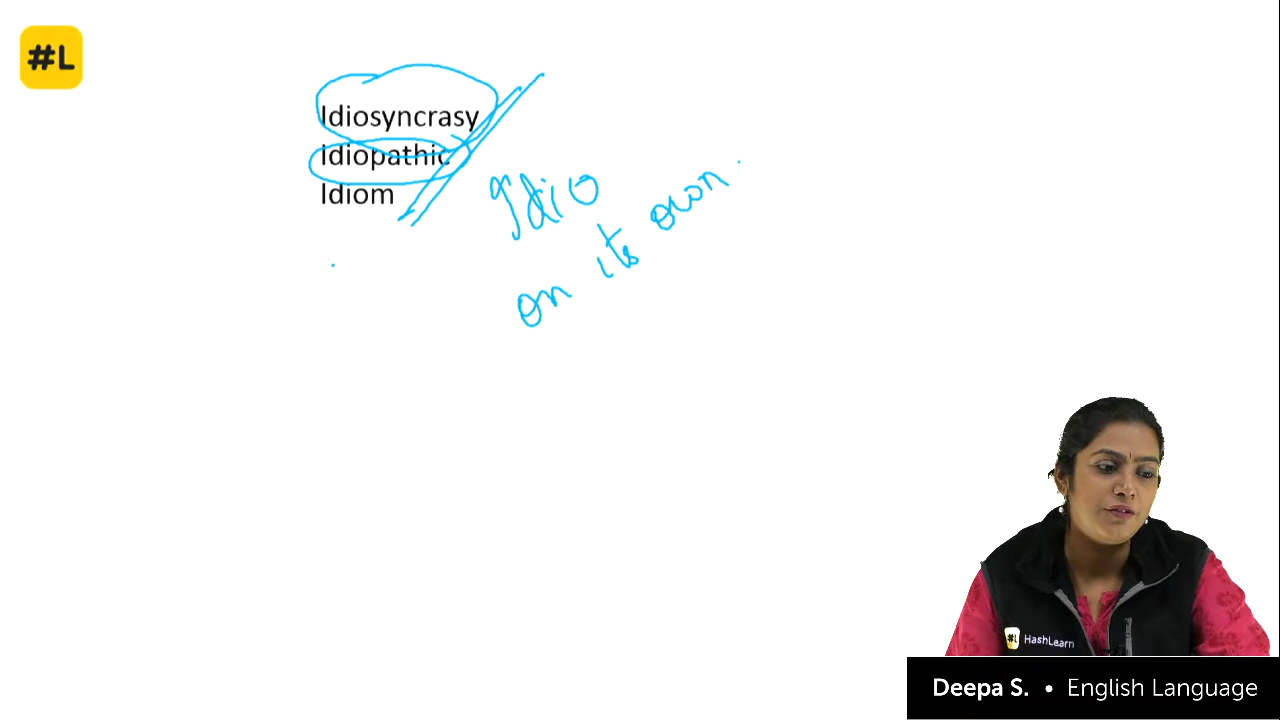 #L
Idiosyncrasy
Idiopathic
Idiom
Idio
on its own
#L HashLearn
Deepa S. • English Language